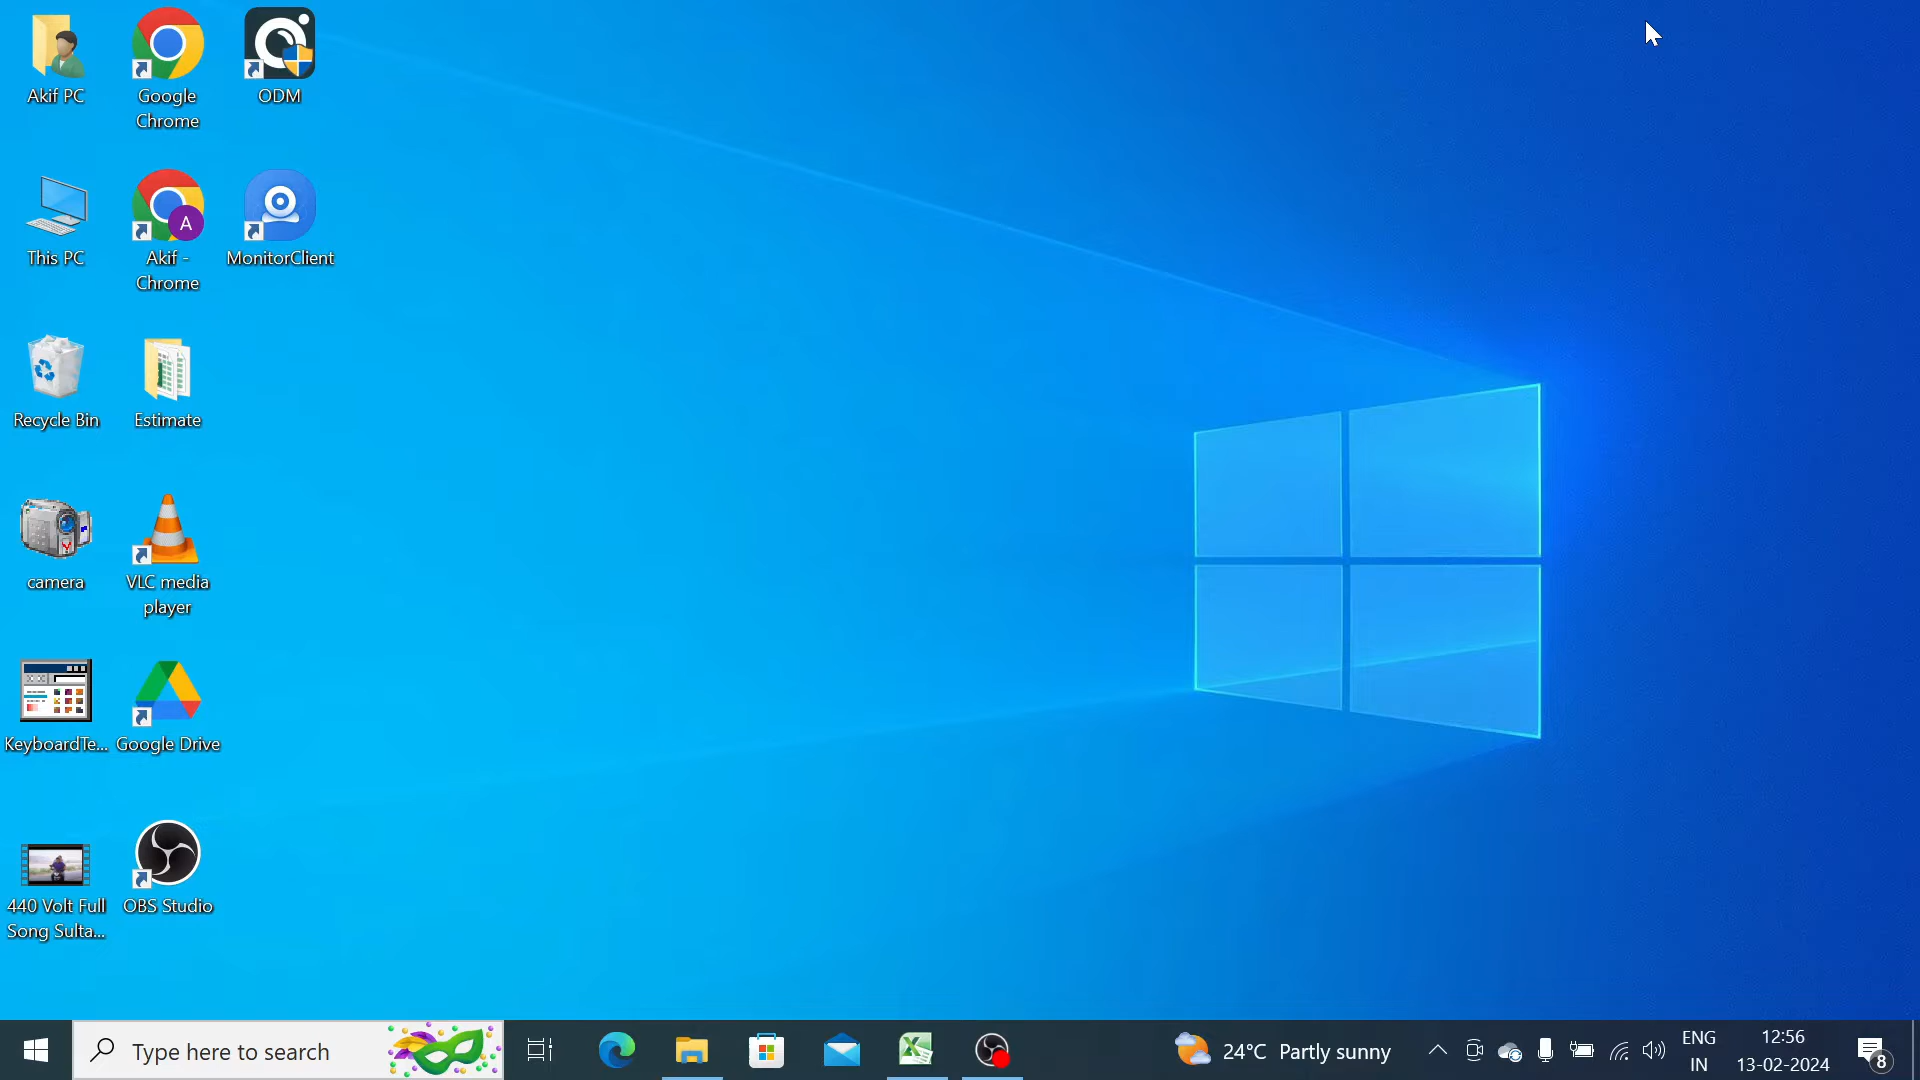 Akif PC
Google
Chrome
ODM
This PC
A
Akif -
Chrome
MonitorClient
Recycle Bin
Estimate
camera
VLC media
player
KeyboardTe...
Google Drive
440 Volt Full
Song Sulta...
OBS Studio
Type here to search
24°C Partly sunny
ENG
IN
12:56
13-02-2024
8